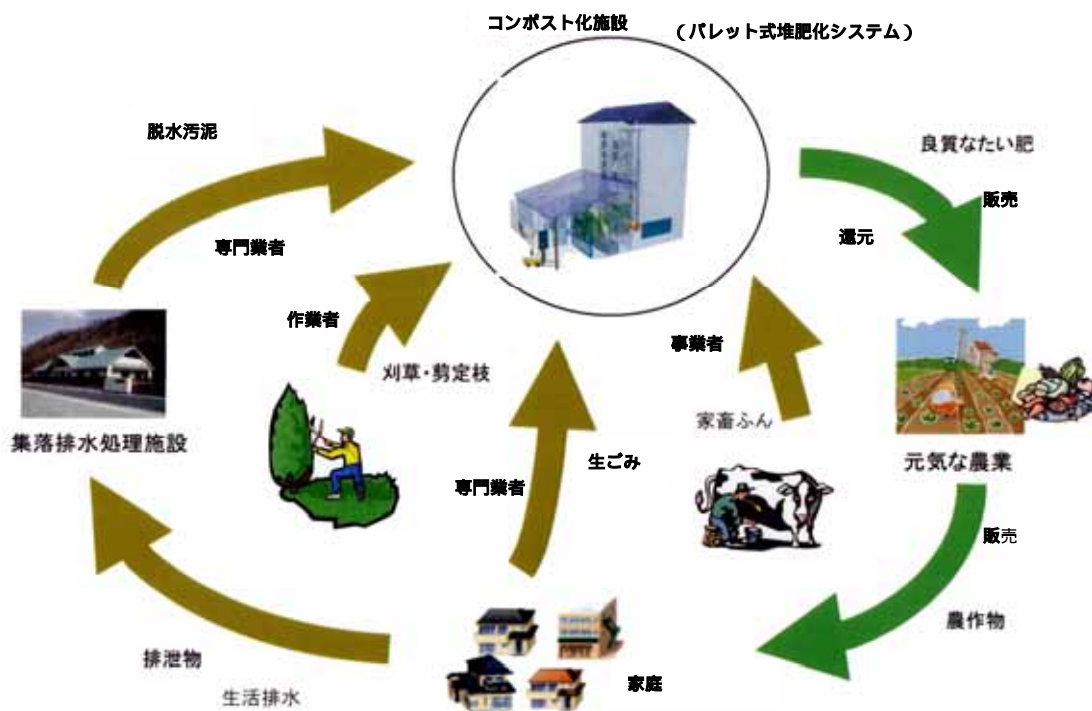 コンポスト化施設
（パレット式堆肥化システム）
脱水汚泥
良質なたい肥
販売
専門業者
還元
作業者
事業者
刈草・剪定枝
家畜ふん
集落排水処理施設
元気な農業
生ごみ
専門業者
販売
農作物
排泄物
家庭
生活排水